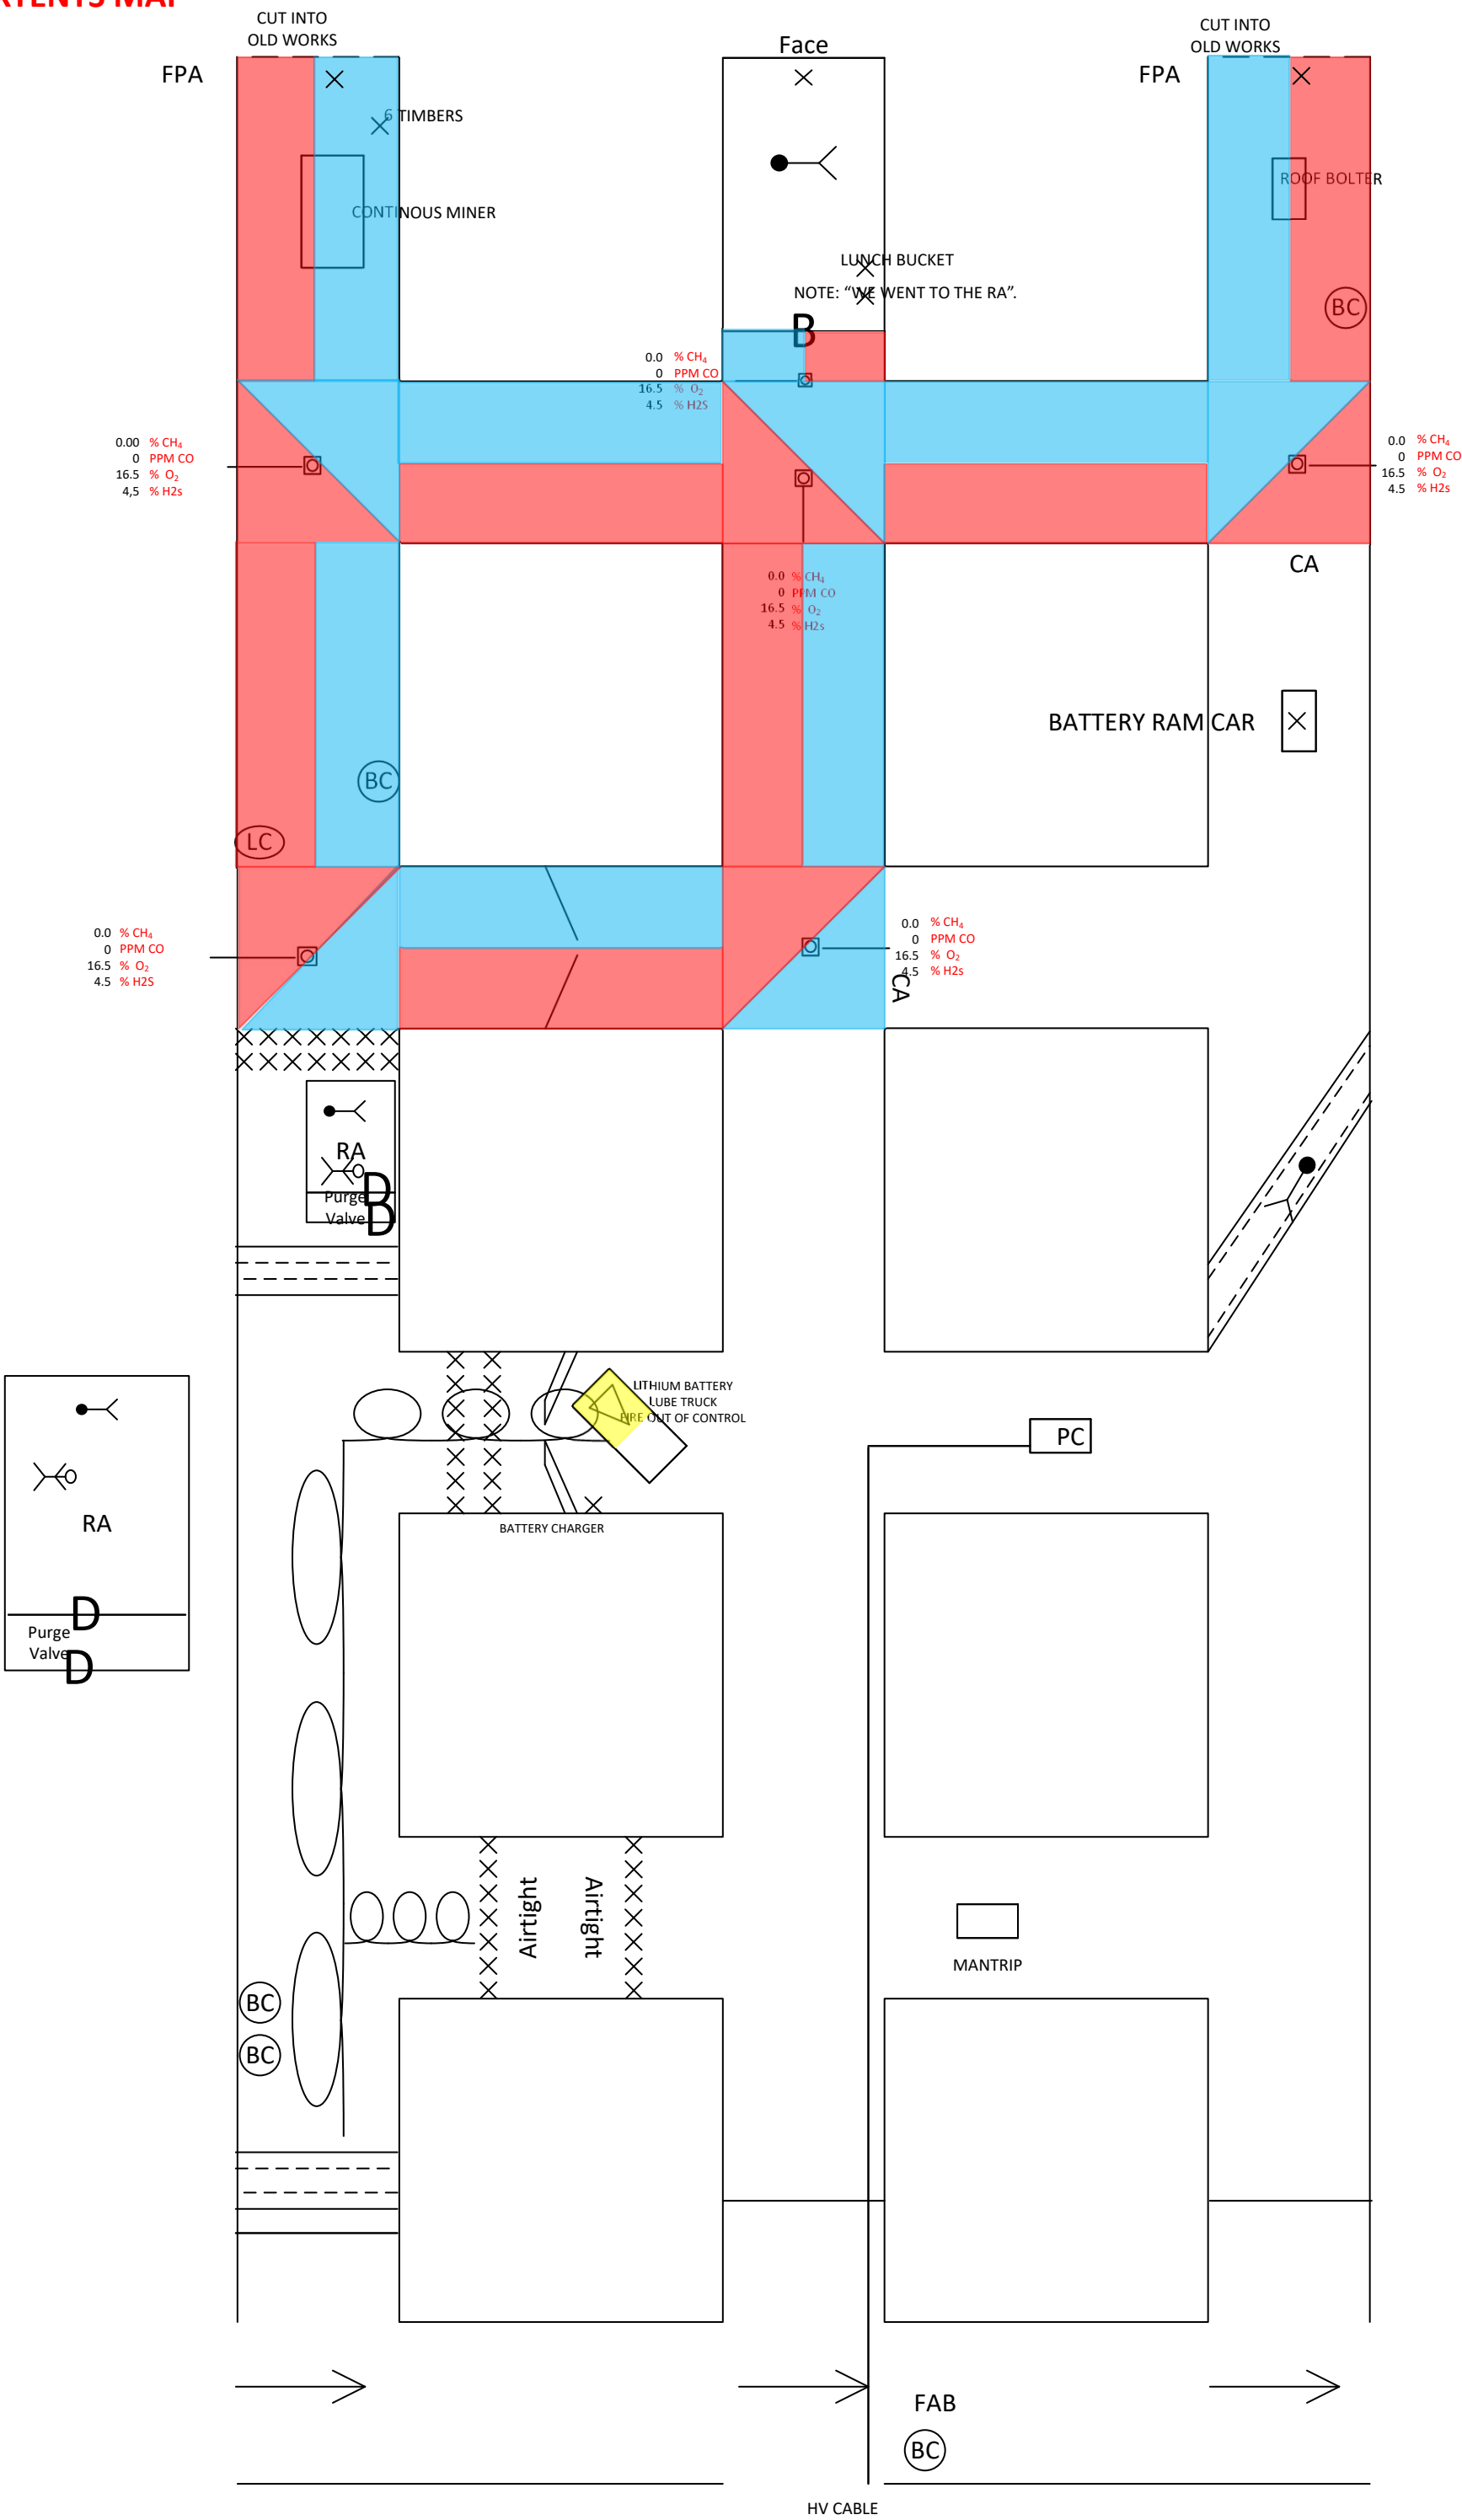 CUT INTO
OLD WORKS
CUT INTO
OLD WORKS
FPA
Face
FPA
6 TIMBERS
CONTINOUS MINER
ROOF BOLTER
LUNCH BUCKET
NOTE: “WE WENT TO THE RA”.
BC
B
0.0 % CH₄
0 PPM CO
16.5 % O₂
4.5 % H2S
0.00 % CH₄
0 PPM CO
16.5 % O₂
4,5 % H2s
0.0 % CH₄
0 PPM CO
16.5 % O₂
4.5 % H2s
CA
0.0 % CH₄
0 PPM CO
16.5 % O₂
4.5 % H2s
BATTERY RAM CAR
BC
LC
0.0 % CH₄
0 PPM CO
16.5 % O₂
4.5 % H2S
0.0 % CH₄
0 PPM CO
16.5 % O₂
4.5 % H2s
CA
RA
D
Purge
Valve
D
LITHIUM BATTERY
LUBE TRUCK
FIRE OUT OF CONTROL
PC
RA
BATTERY CHARGER
D
Purge
Valve
D
Airtight
Airtight
MANTRIP
BC
BC
FAB
BC
HV CABLE